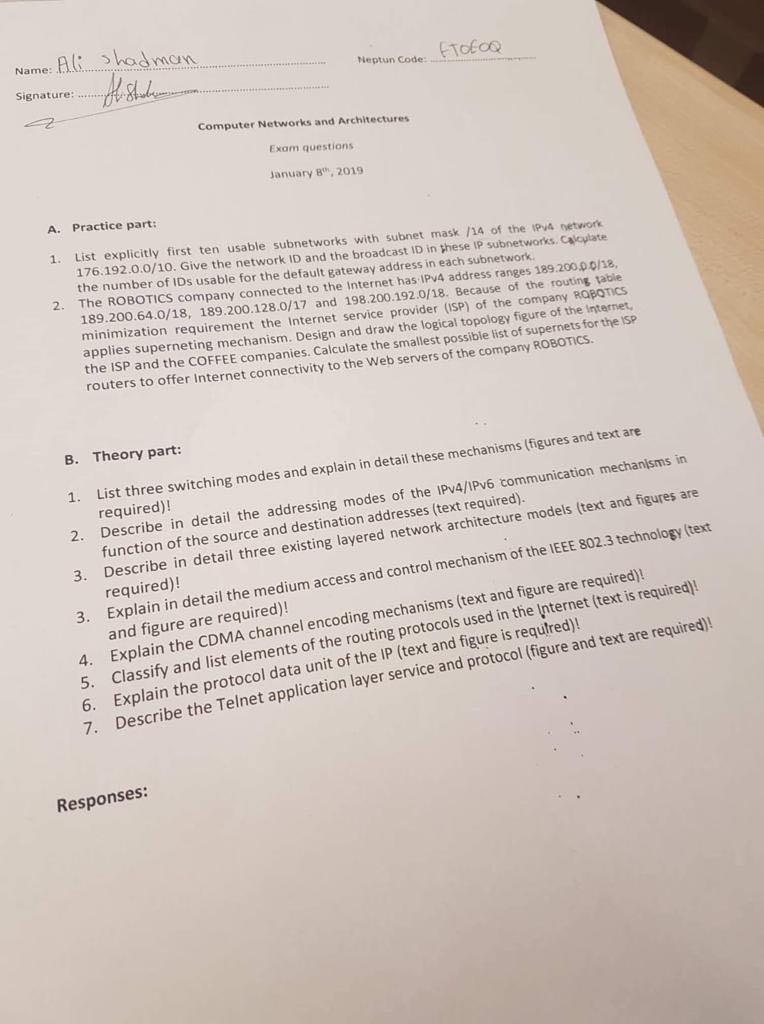 Name: Ali Shadman
Neptun Code: FTOEOQ
Signature:
Computer Networks and Architectures
Exam questions
January 8th, 2019
A. Practice part:
1. List explicitly first ten usable subnetworks with subnet mask /14 of the IPv4 network
176.192.0.0/10. Give the network ID and the broadcast ID in these IP subnetworks. Calculate
the number of IDs usable for the default gateway address in each subnetwork.
2. The ROBOTICS company connected to the Internet has IPv4 address ranges 189.200.0.0/18,
189.200.64.0/18, 189.200.128.0/17 and 198.200.192.0/18. Because of the routing table
minimization requirement the Internet service provider (ISP) of the company ROBOTICS
applies superneting mechanism. Design and draw the logical topology figure of the Internet,
the ISP and the COFFEE companies. Calculate the smallest possible list of supernets for the ISP
routers to offer Internet connectivity to the Web servers of the company ROBOTICS.
B. Theory part:
1. List three switching modes and explain in detail these mechanisms (figures and text are
required)!
2. Describe in detail the addressing modes of the IPv4/IPv6 communication mechanisms in
function of the source and destination addresses (text required).
3. Describe in detail three existing layered network architecture models (text and figures are
required)!
3. Explain in detail the medium access and control mechanism of the IEEE 802.3 technology (text
and figure are required)!
4. Explain the CDMA channel encoding mechanisms (text and figure are required)!
5. Classify and list elements of the routing protocols used in the Internet (text is required)!
6. Explain the protocol data unit of the IP (text and figure is required)!
7. Describe the Telnet application layer service and protocol (figure and text are required)!
Responses: